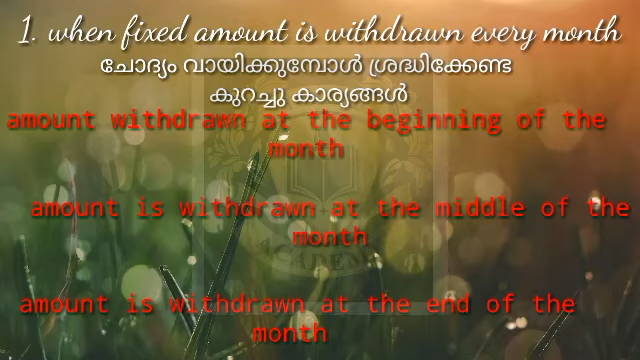 1. when fixed amount is withdrawn every month
ചോദ്യം വായിക്കുമ്പോൾ ശ്രദ്ധിക്കേണ്ട
കുറച്ചു കാര്യങ്ങൾ
amount withdrawn at the beginning of the
month
amount is withdrawn at the middle of the
month
ACADEMY
amount is withdrawn at the end of the
month